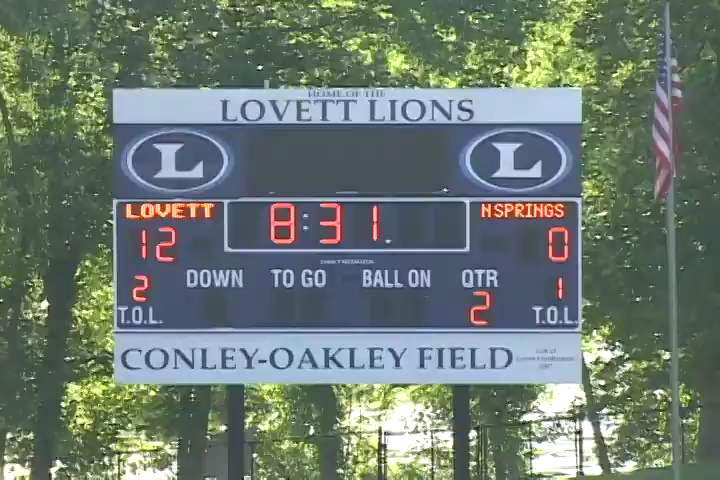 HOME OF THE
LOVETT LIONS
L L
LOVETT 8:31 NSPRINGS
12 0
DOWN TO GO BALL ON QTR
2 2 1
T.O.L. T.O.L.
CONLEY-OAKLEY FIELD